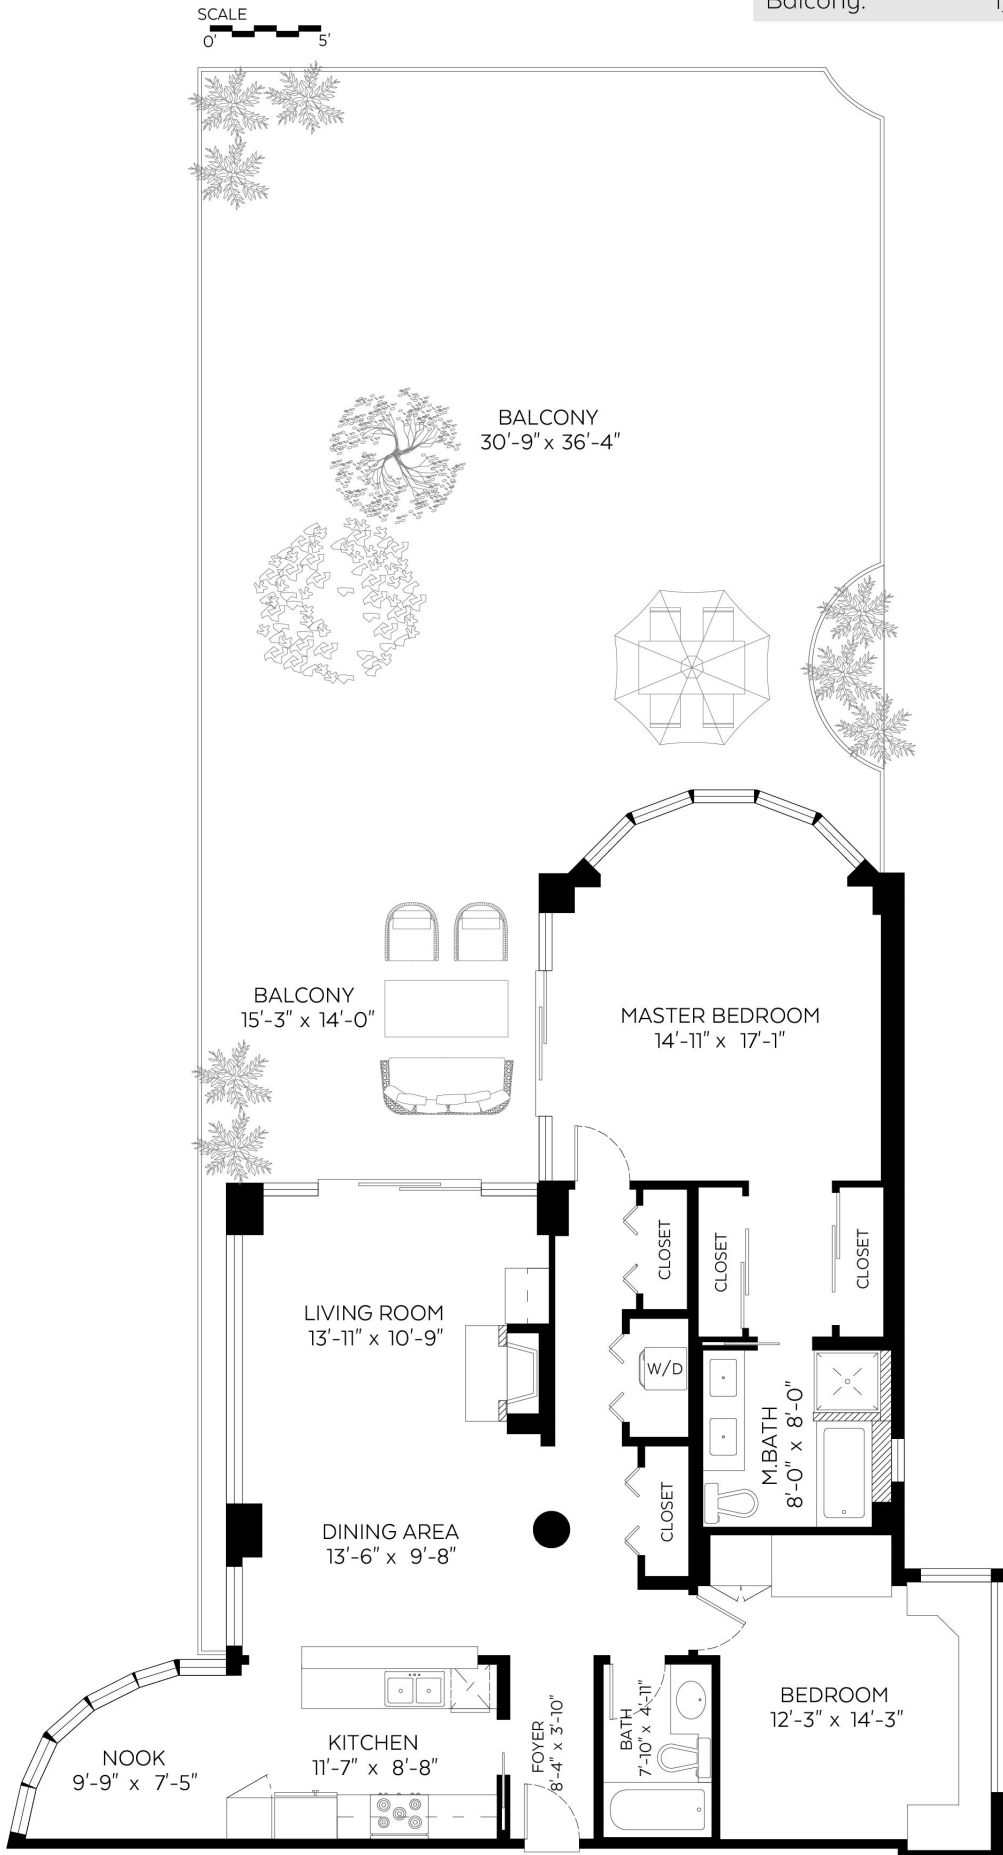 Balcony:
SCALE
0' 5'
BALCONY
30'-9" x 36'-4"
BALCONY
15'-3" x 14'-0"
MASTER BEDROOM
14'-11" x 17'-1"
CLOSET
CLOSET
CLOSET
LIVING ROOM
13'-11" x 10'-9"
W/D
M.BATH
8'-0" x 8'-0"
CLOSET
DINING AREA
13'-6" x 9'-8"
BEDROOM
12'-3" x 14'-3"
BATH
7'-10" x 4'-11"
FOYER
8'-4" x 3'-10"
KITCHEN
11'-7" x 8'-8"
NOOK
9'-9" x 7'-5"